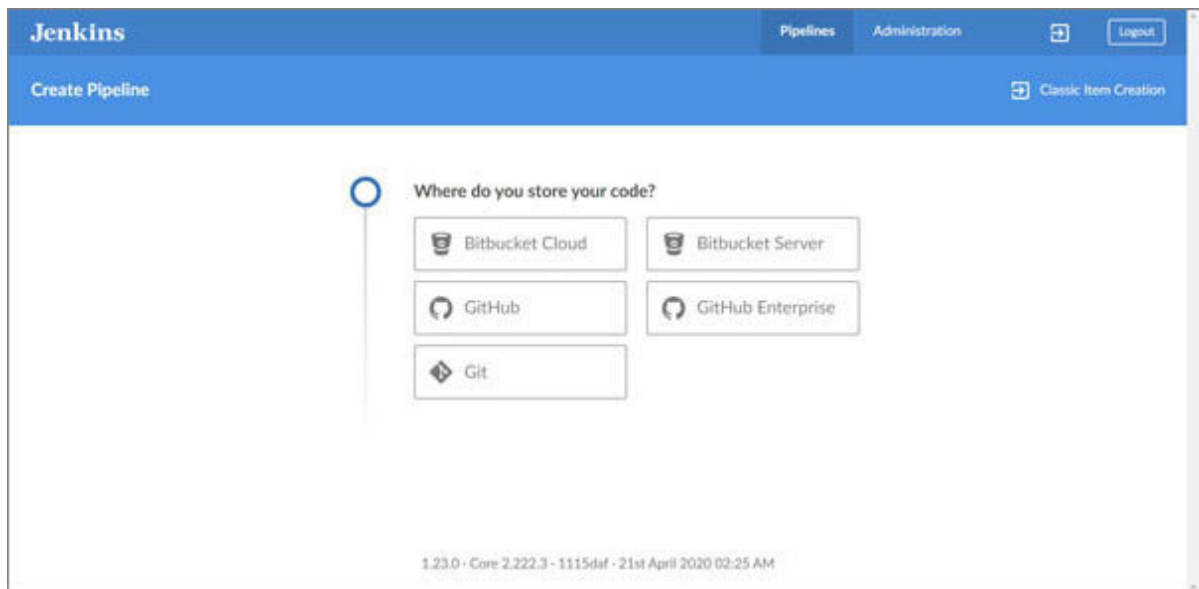 Jenkins Pipelines Administration Logout
Create Pipeline Classic Item Creation
Where do you store your code?
Bitbucket Cloud Bitbucket Server
GitHub GitHub Enterprise
Git
1.23.0 · Core 2.222.3 · 1115daf · 21st April 2020 02:25 AM